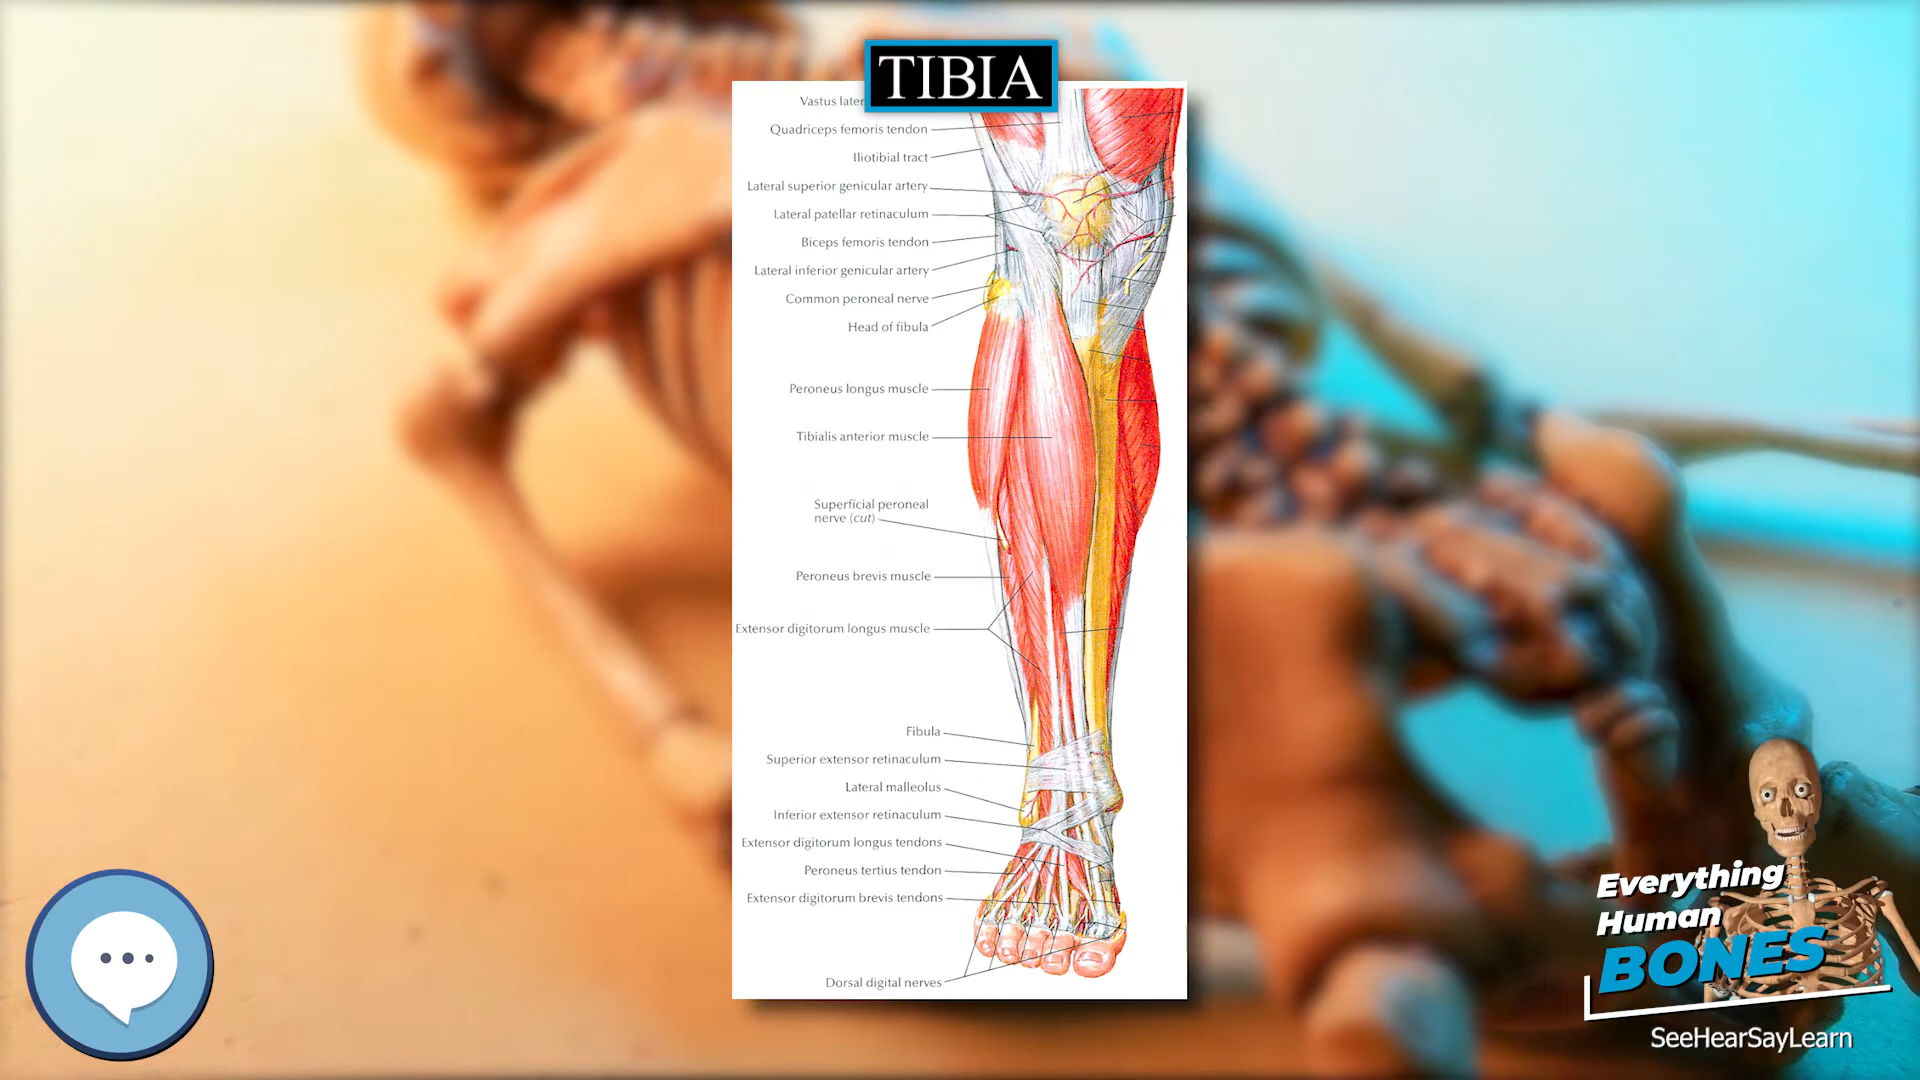 TIBIA
Vastus later
Quadriceps femoris tendon
Iliotibial tract
Lateral superior genicular artery
Lateral patellar retinaculum
Biceps femoris tendon
Lateral inferior genicular artery
Common peroneal nerve
Head of fibula
Peroneus longus muscle
Tibialis anterior muscle
Superficial peroneal
nerve (cut)
Peroneus brevis muscle
Extensor digitorum longus muscle
Fibula
Superior extensor retinaculum
Lateral malleolus
Inferior extensor retinaculum
Extensor digitorum longus tendons
Peroneus tertius tendon
Extensor digitorum brevis tendons
Dorsal digital nerves
Everything
Human
BONES
SeeHearSayLearn